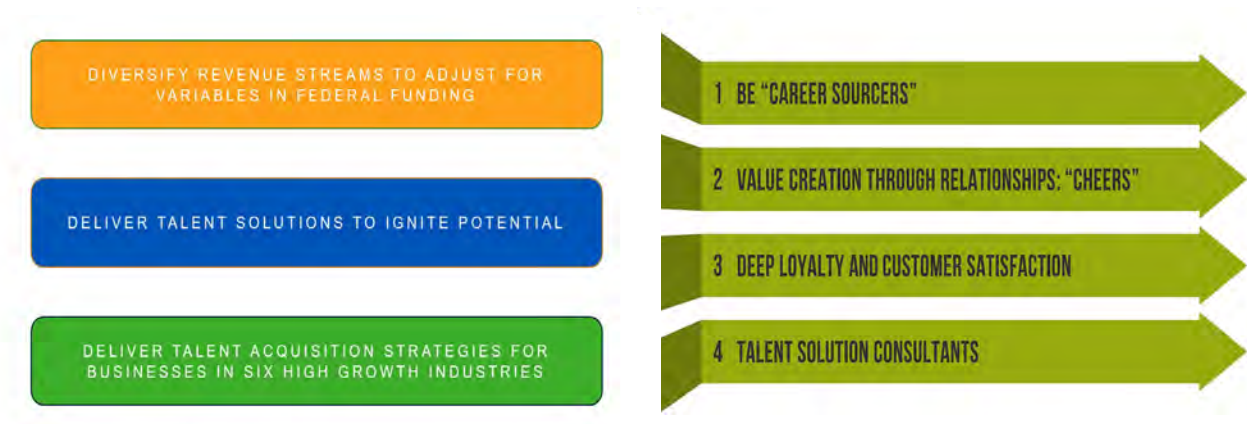 DIVERSIFY REVENUE STREAMS TO ADJUST FOR
VARIABLES IN FEDERAL FUNDING
DELIVER TALENT SOLUTIONS TO IGNITE POTENTIAL
DELIVER TALENT ACQUISITION STRATEGIES FOR
BUSINESSES IN SIX HIGH GROWTH INDUSTRIES
1 BE “CAREER SOURCERS”
2 VALUE CREATION THROUGH RELATIONSHIPS: “CHEERS”
3 DEEP LOYALTY AND CUSTOMER SATISFACTION
4 TALENT SOLUTION CONSULTANTS